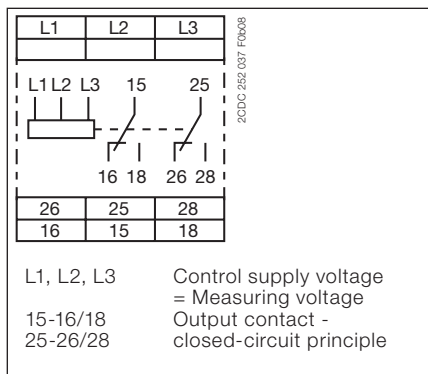 L1 L2 L3
L1 L2 L3 15 25
16 18 26 28
26 25 28
16 15 18
2CDC 252 037 F0b08
L1, L2, L3 Control supply voltage
= Measuring voltage
15-16/18 Output contact -
25-26/28 closed-circuit principle